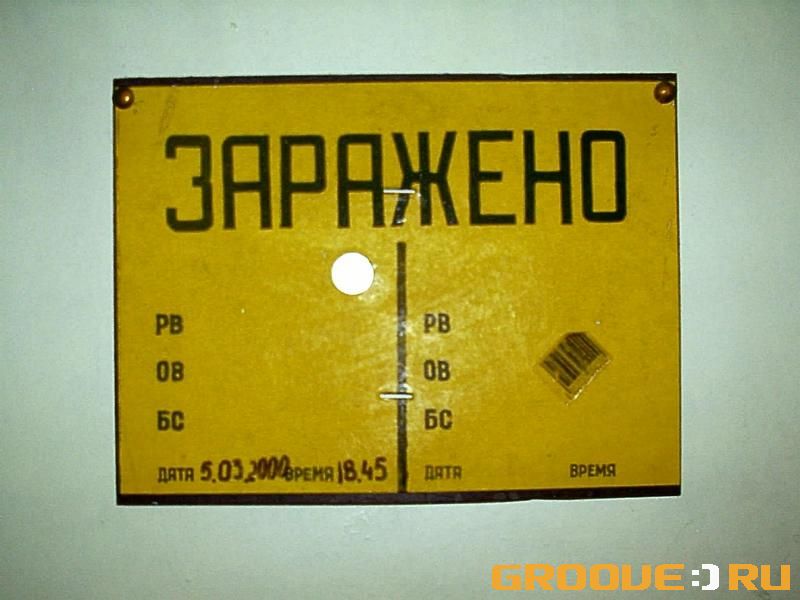 ЗАРАЖЕНО
РВ РВ
ОВ ОВ
БС БС
ДАТА 5.03.2000 ВРЕМЯ 18.45 ДАТА ВРЕМЯ
GROOVE:)RU